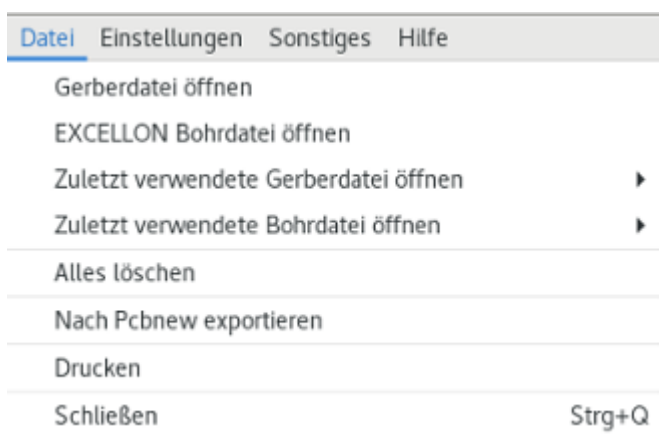 Datei Einstellungen Sonstiges Hilfe
Gerberdatei öffnen
EXCELLON Bohrdatei öffnen
Zuletzt verwendete Gerberdatei öffnen
Zuletzt verwendete Bohrdatei öffnen
Alles löschen
Nach Pcbnew exportieren
Drucken
Schließen Strg+Q